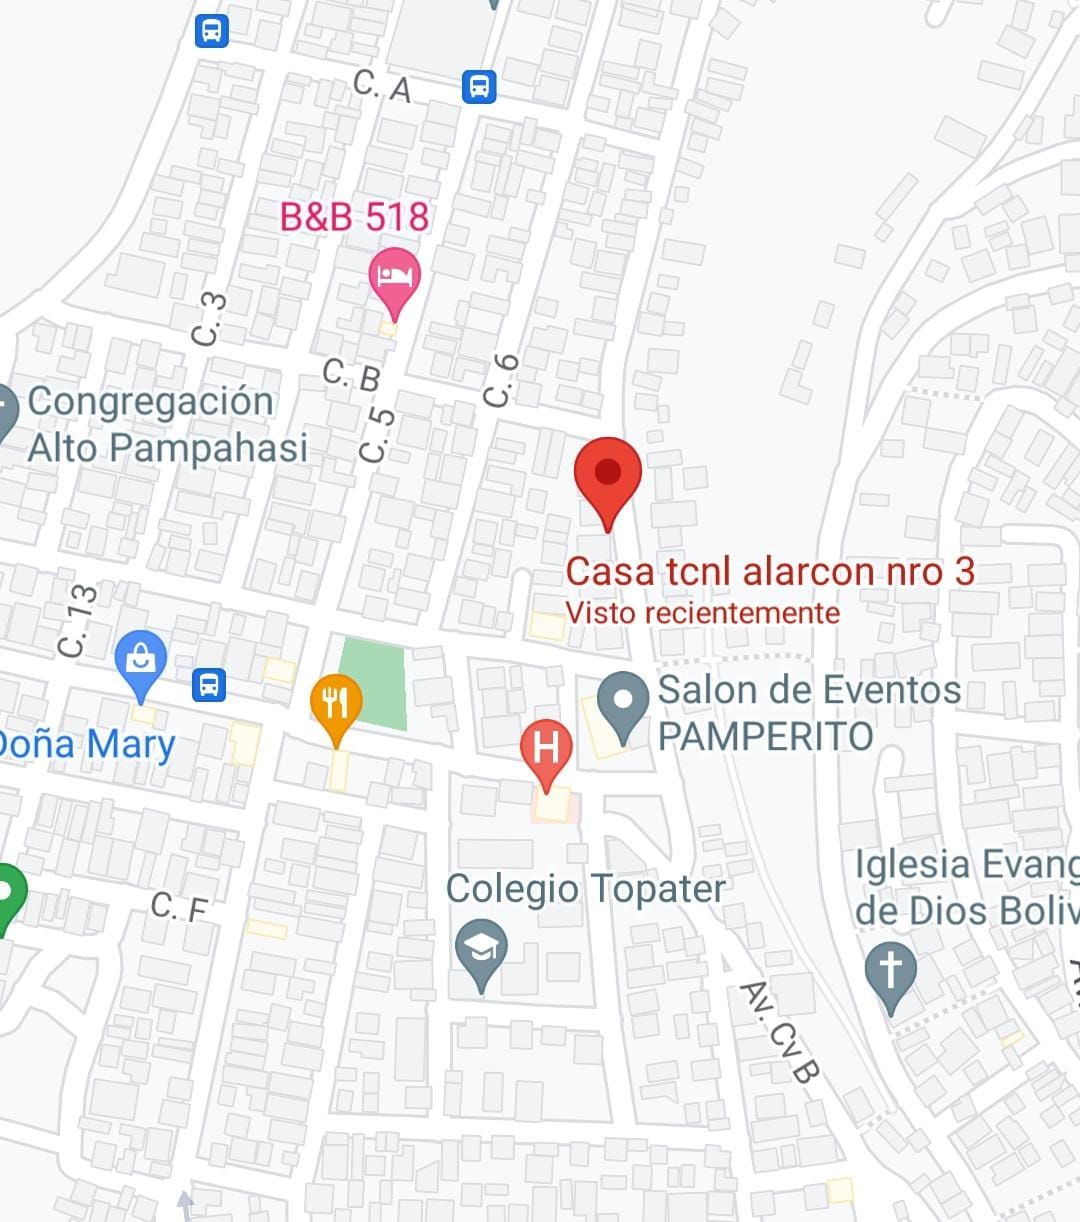 C. A
B&B 518
C. 3
C. B
C. 6
Congregación
Alto Pampahasi
C. 5
Casa tcnl alarcon nro 3
Visto recientemente
C. 13
Salon de Eventos
PAMPERITO
Doña Mary
H
Iglesia Evang
de Dios Boliv
Colegio Topater
C. F
Av. Cv B